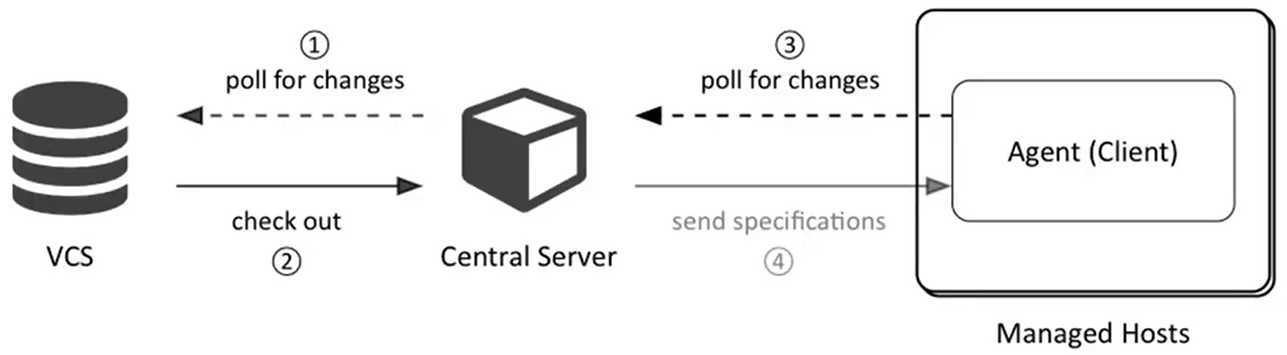 ①
poll for changes
check out
②
VCS
Central Server
③
poll for changes
send specifications
④
Agent (Client)
Managed Hosts